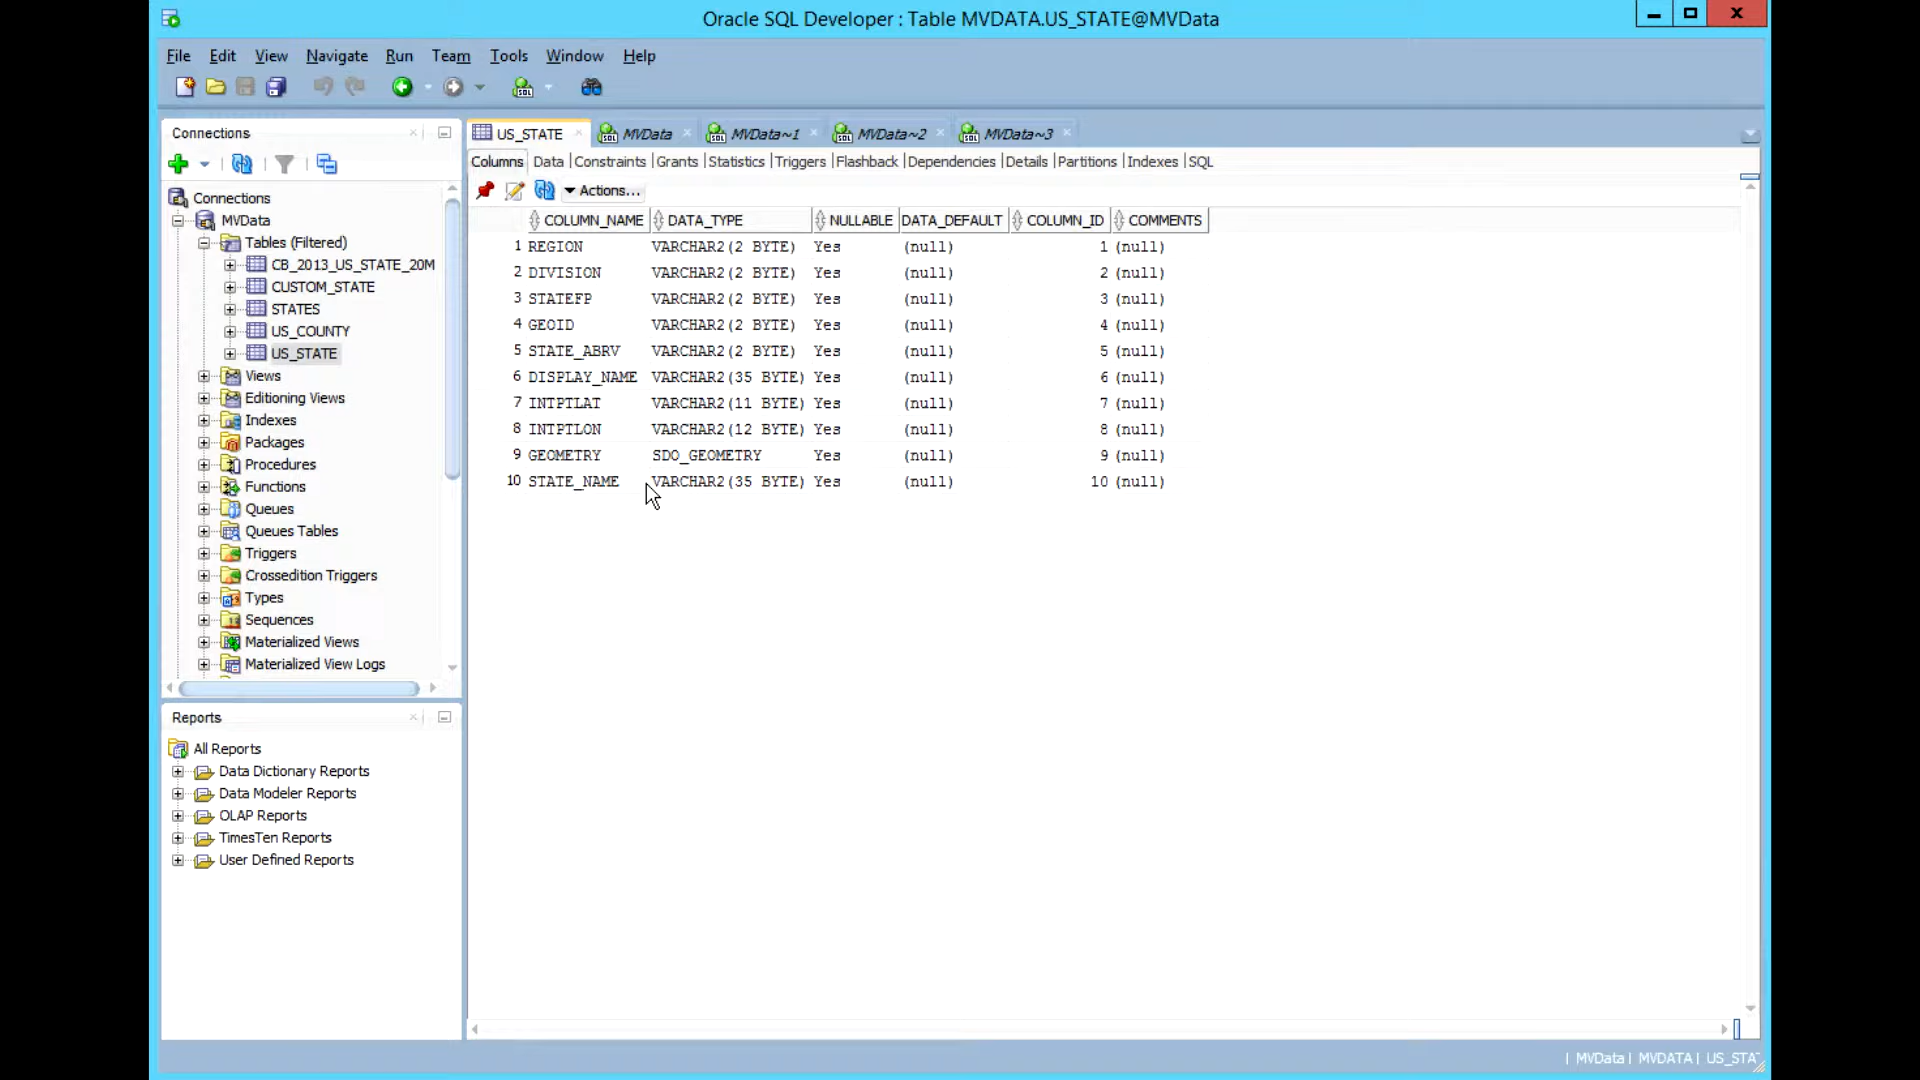 Oracle SQL Developer : Table MVDATA.US_STATE@MVData
File Edit View Navigate Run Team Tools Window Help
Connections
US_STATE MVData MVData~1 MVData~2 MVData~3
Columns Data Constraints Grants Statistics Triggers Flashback Dependencies Details Partitions Indexes SQL
Actions...
COLUMN_NAME DATA_TYPE NULLABLE DATA_DEFAULT COLUMN_ID COMMENTS
1 REGION VARCHAR2(2 BYTE) Yes (null) 1 (null)
2 DIVISION VARCHAR2(2 BYTE) Yes (null) 2 (null)
3 STATEFP VARCHAR2(2 BYTE) Yes (null) 3 (null)
4 GEOID VARCHAR2(2 BYTE) Yes (null) 4 (null)
5 STATE_ABRV VARCHAR2(2 BYTE) Yes (null) 5 (null)
6 DISPLAY_NAME VARCHAR2(35 BYTE) Yes (null) 6 (null)
7 INTPTLAT VARCHAR2(11 BYTE) Yes (null) 7 (null)
8 INTPTLON VARCHAR2(12 BYTE) Yes (null) 8 (null)
9 GEOMETRY SDO_GEOMETRY Yes (null) 9 (null)
10 STATE_NAME VARCHAR2(35 BYTE) Yes (null) 10 (null)
Connections
MVData
Tables (Filtered)
CB_2013_US_STATE_20M
CUSTOM_STATE
STATES
US_COUNTY
US_STATE
Views
Editioning Views
Indexes
Packages
Procedures
Functions
Queues
Queues Tables
Triggers
Crossedition Triggers
Types
Sequences
Materialized Views
Materialized View Logs
Reports
All Reports
Data Dictionary Reports
Data Modeler Reports
OLAP Reports
TimesTen Reports
User Defined Reports
| MVData | MVDATA | US_STA